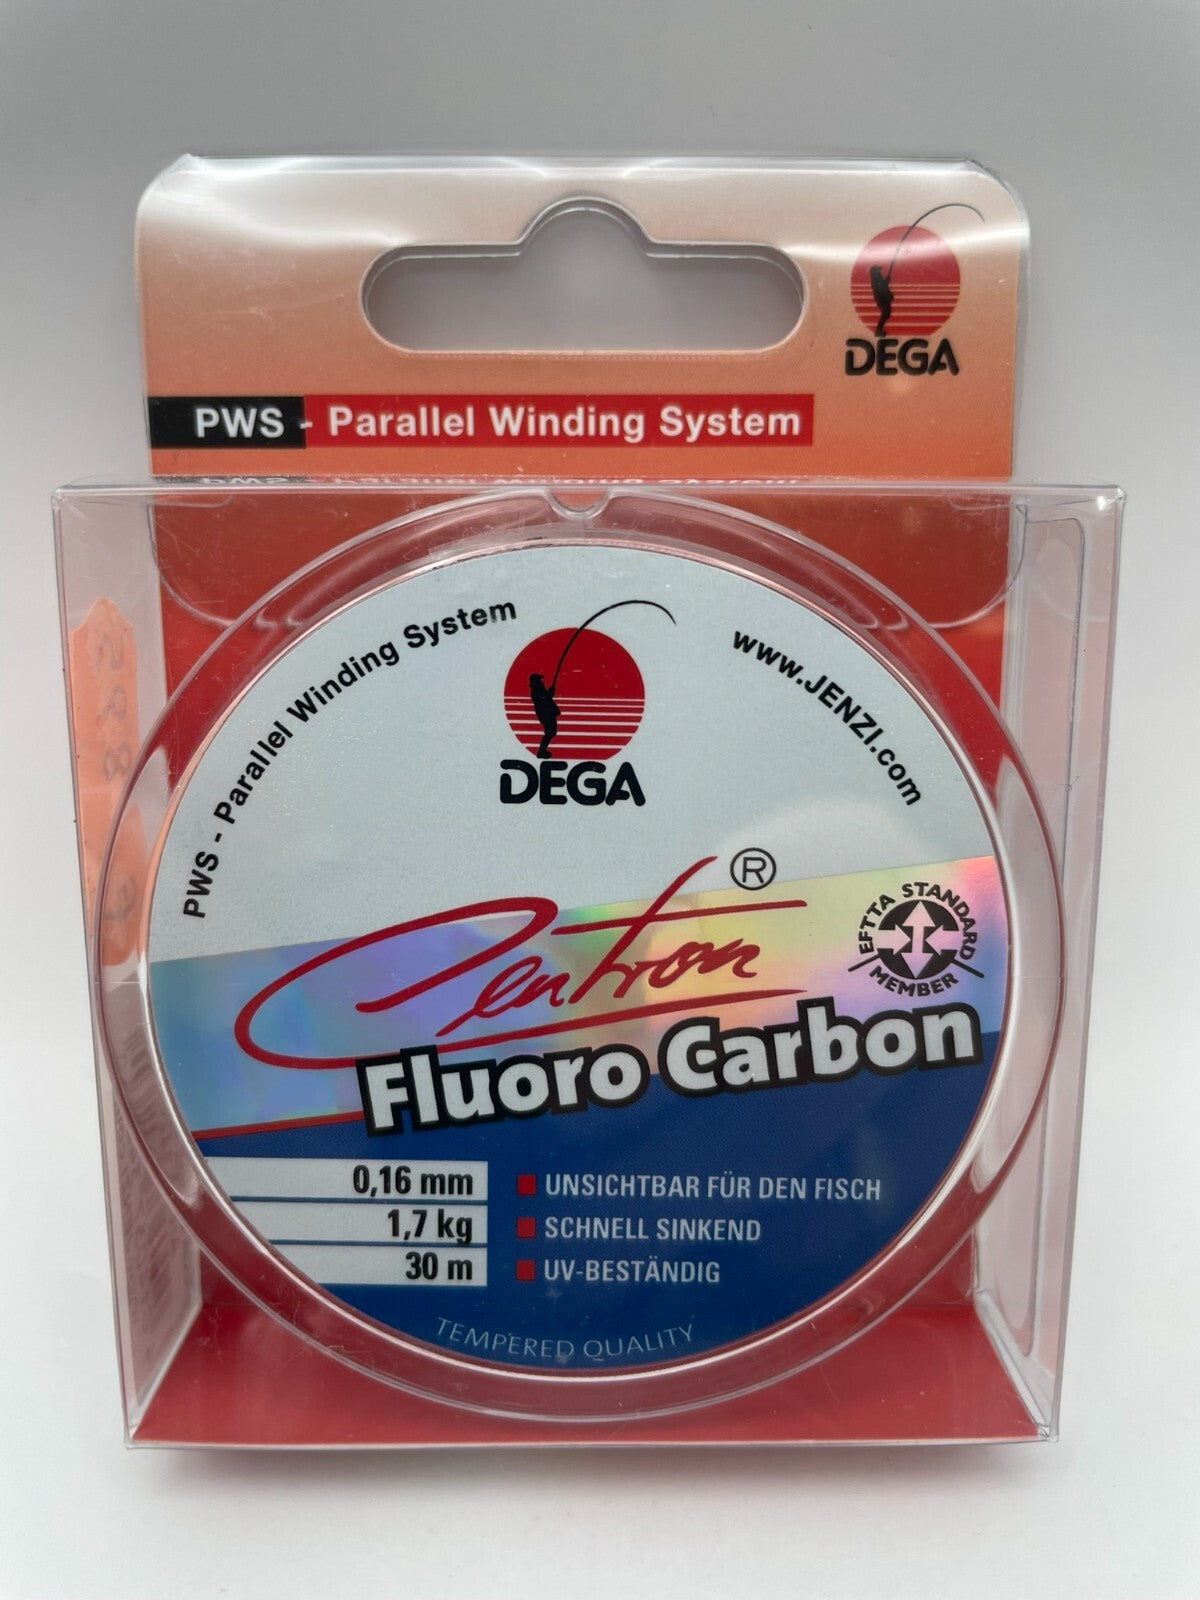 DEGA
PWS - Parallel Winding System
PWS - Parallel Winding System
www.JENZI.com
DEGA
Centron ®
EFTTA STANDARD
MEMBER
Fluoro Carbon
0,16 mm
1,7 kg
30 m
UNSICHTBAR FÜR DEN FISCH
SCHNELL SINKEND
UV-BESTÄNDIG
TEMPERED QUALITY